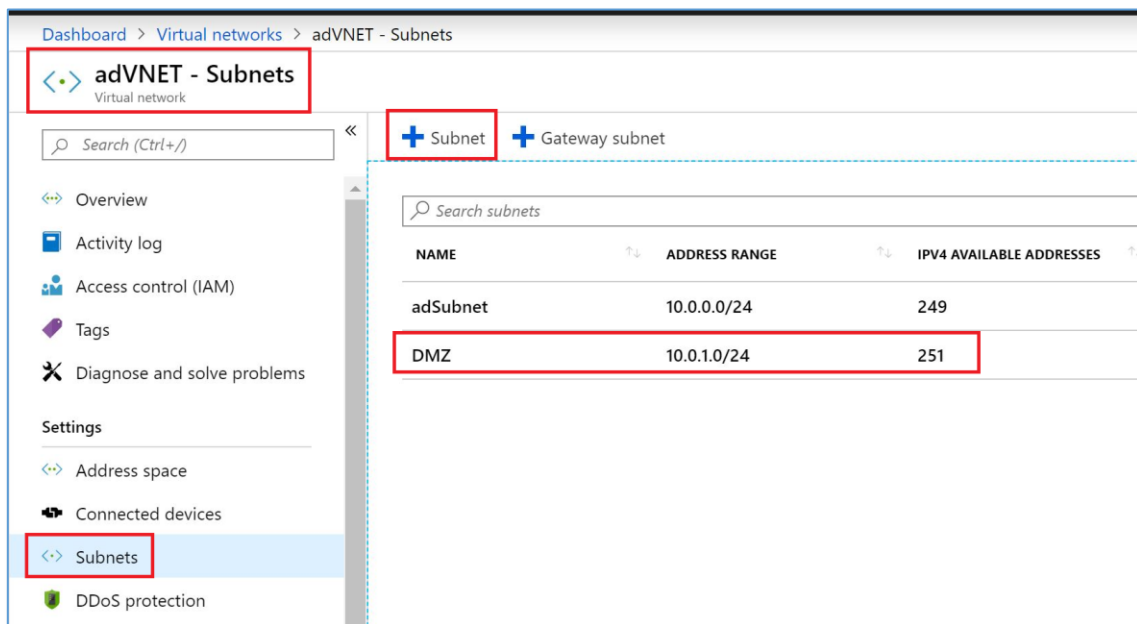 Dashboard > Virtual networks > adVNET - Subnets
adVNET - Subnets
Virtual network
Search (Ctrl+/)
«
Overview
Activity log
Access control (IAM)
Tags
Diagnose and solve problems
Settings
Address space
Connected devices
Subnets
DDoS protection
+ Subnet + Gateway subnet
Search subnets
NAME ↑↓ ADDRESS RANGE ↑↓ IPV4 AVAILABLE ADDRESSES
adSubnet 10.0.0.0/24 249
DMZ 10.0.1.0/24 251